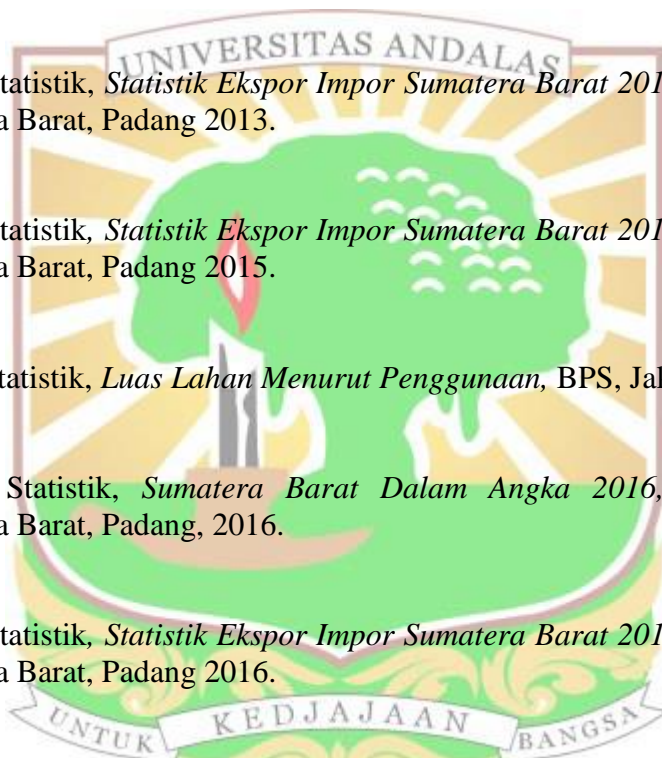 UNIVERSITAS ANDALAS
tatistik, Statistik Ekspor Impor Sumatera Barat 201
a Barat, Padang 2013.
tatistik, Statistik Ekspor Impor Sumatera Barat 201
a Barat, Padang 2015.
tatistik, Luas Lahan Menurut Penggunaan, BPS, Jal
Statistik, Sumatera Barat Dalam Angka 2016,
a Barat, Padang, 2016.
tatistik, Statistik Ekspor Impor Sumatera Barat 201
a Barat, Padang 2016.
UNTUK KEDJAJAAN BANGSA